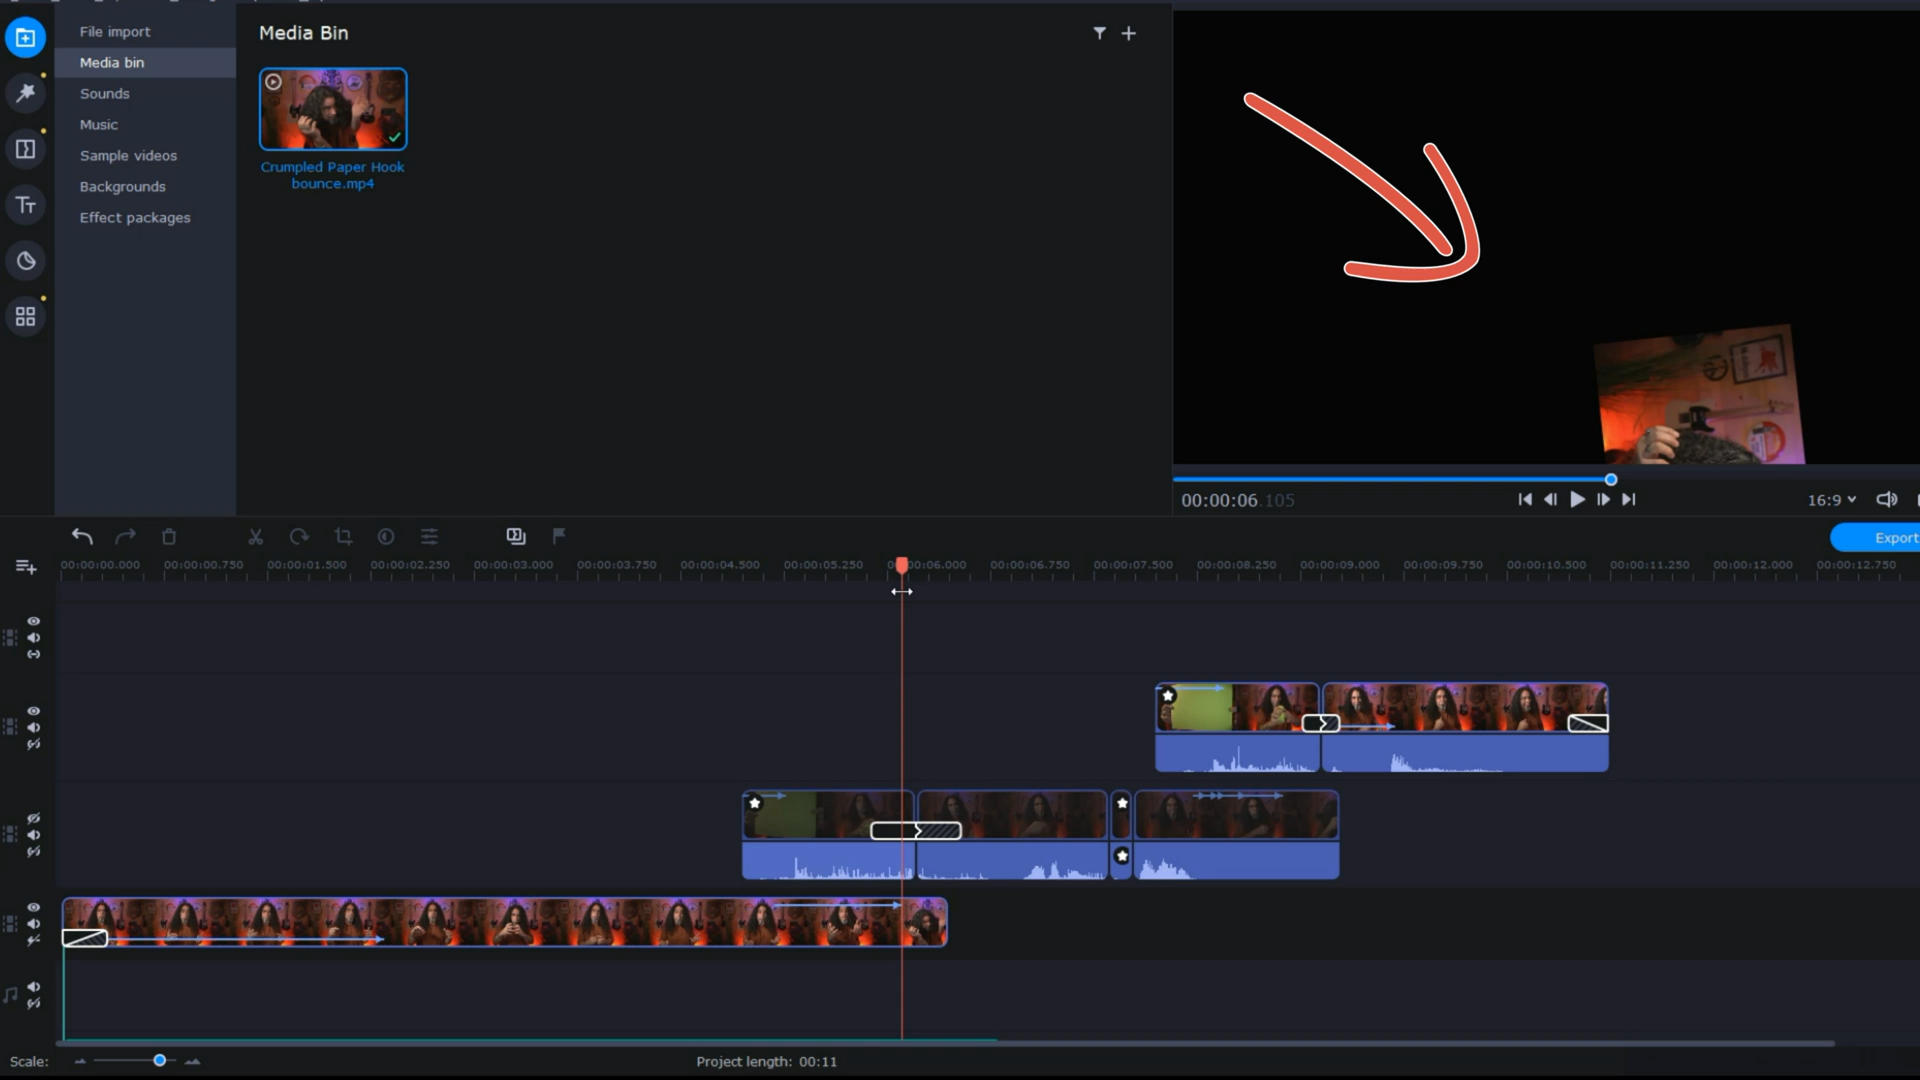 File import
Media Bin
Media bin
Sounds
Music
Sample videos
Backgrounds
Effect packages
Crumpled Paper Hook
bounce.mp4
00:00:06.105
16:9
Export
00:00:00.000 00:00:00.750 00:00:01.500 00:00:02.250 00:00:03.000 00:00:03.750 00:00:04.500 00:00:05.250 00:00:06.000 00:00:06.750 00:00:07.500 00:00:08.250 00:00:09.000 00:00:09.750 00:00:10.500 00:00:11.250 00:00:12.000 00:00:12.750
Scale:
Project length: 00:11